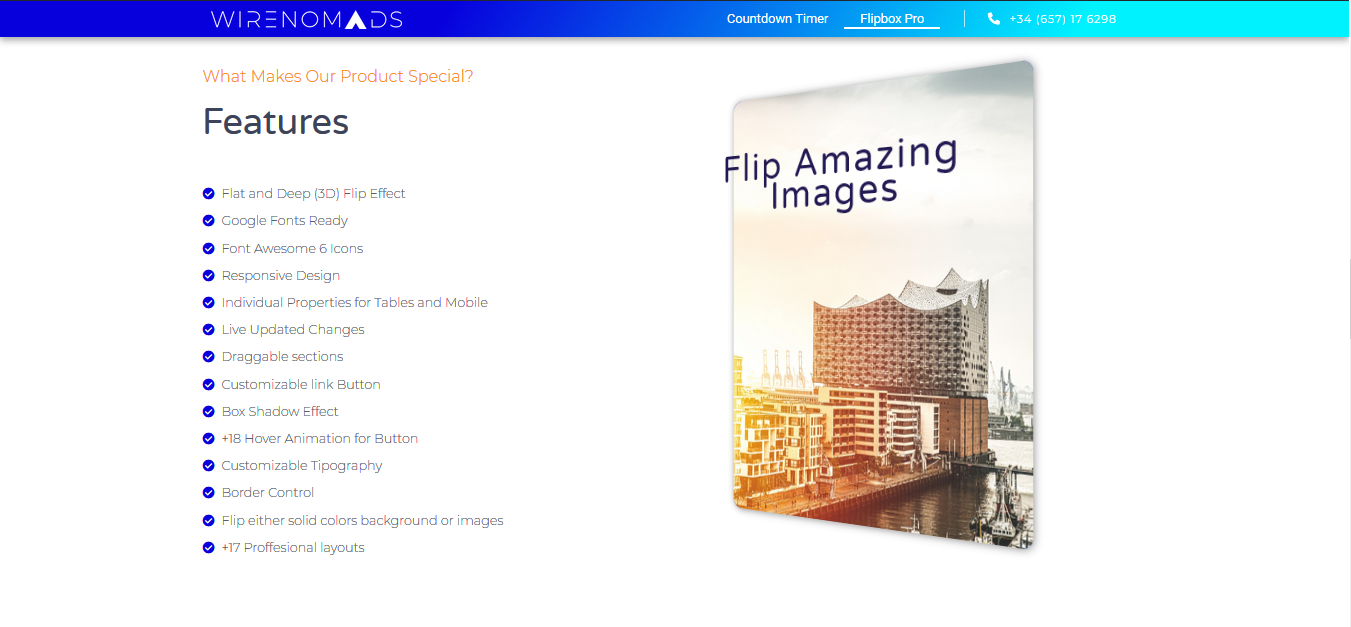 WIRENOMADS
Countdown Timer
Flipbox Pro
+34 (657) 17 6298
What Makes Our Product Special?
Features
Flat and Deep (3D) Flip Effect
Google Fonts Ready
Font Awesome 6 Icons
Responsive Design
Individual Properties for Tables and Mobile
Live Updated Changes
Draggable sections
Customizable link Button
Box Shadow Effect
+18 Hover Animation for Button
Customizable Tipography
Border Control
Flip either solid colors background or images
+17 Proffesional layouts
Flip Amazing
Images